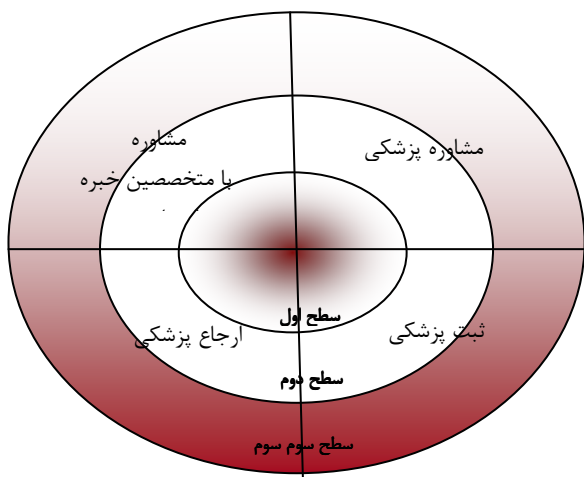 مشاوره پزشکی
مشاوره
با متخصصین خبره
ثبت پزشکی
ارجاع پزشکی
سطح اول
سطح دوم
سطح سوم سوم